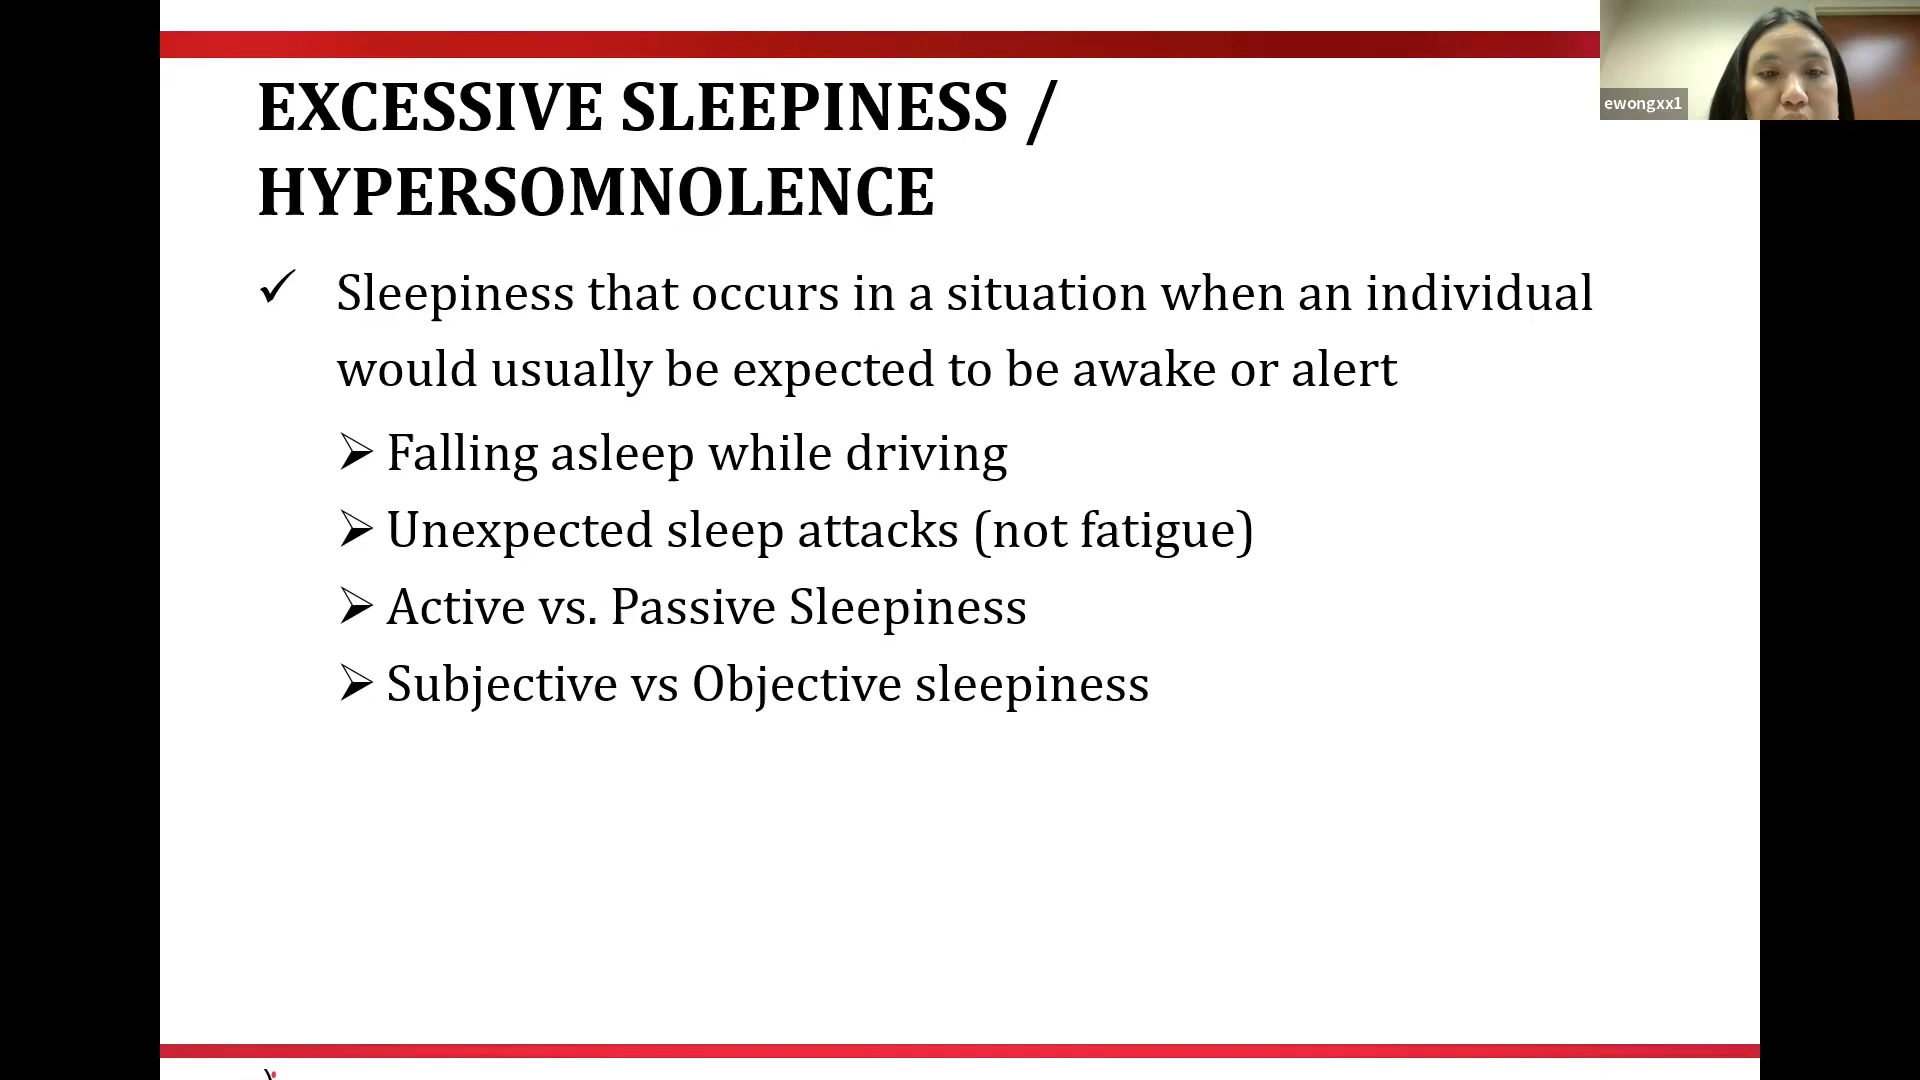 EXCESSIVE SLEEPINESS /
HYPERSOMNOLENCE
✓ Sleepiness that occurs in a situation when an individual
would usually be expected to be awake or alert
➢ Falling asleep while driving
➢ Unexpected sleep attacks (not fatigue)
➢ Active vs. Passive Sleepiness
➢ Subjective vs Objective sleepiness
ewongxx1